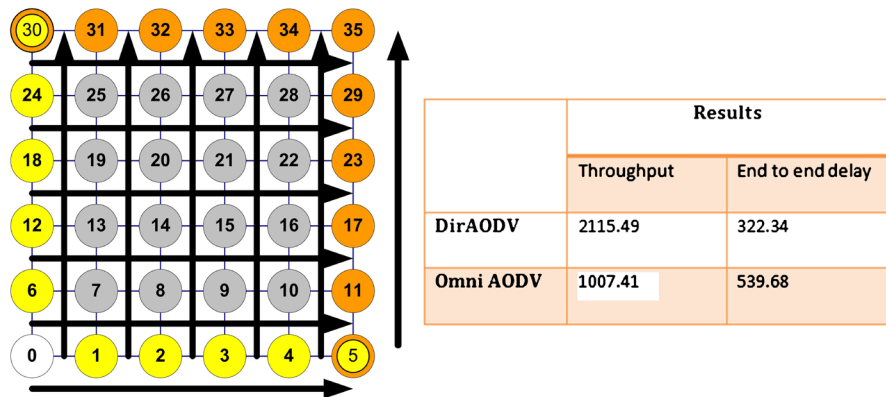 30 31 32 33 34 35
24 25 26 27 28 29
18 19 20 21 22 23
12 13 14 15 16 17
6 7 8 9 10 11
0 1 2 3 4 5
Results
Throughput End to end delay
DirAODV 2115.49 322.34
Omni AODV 1007.41 539.68